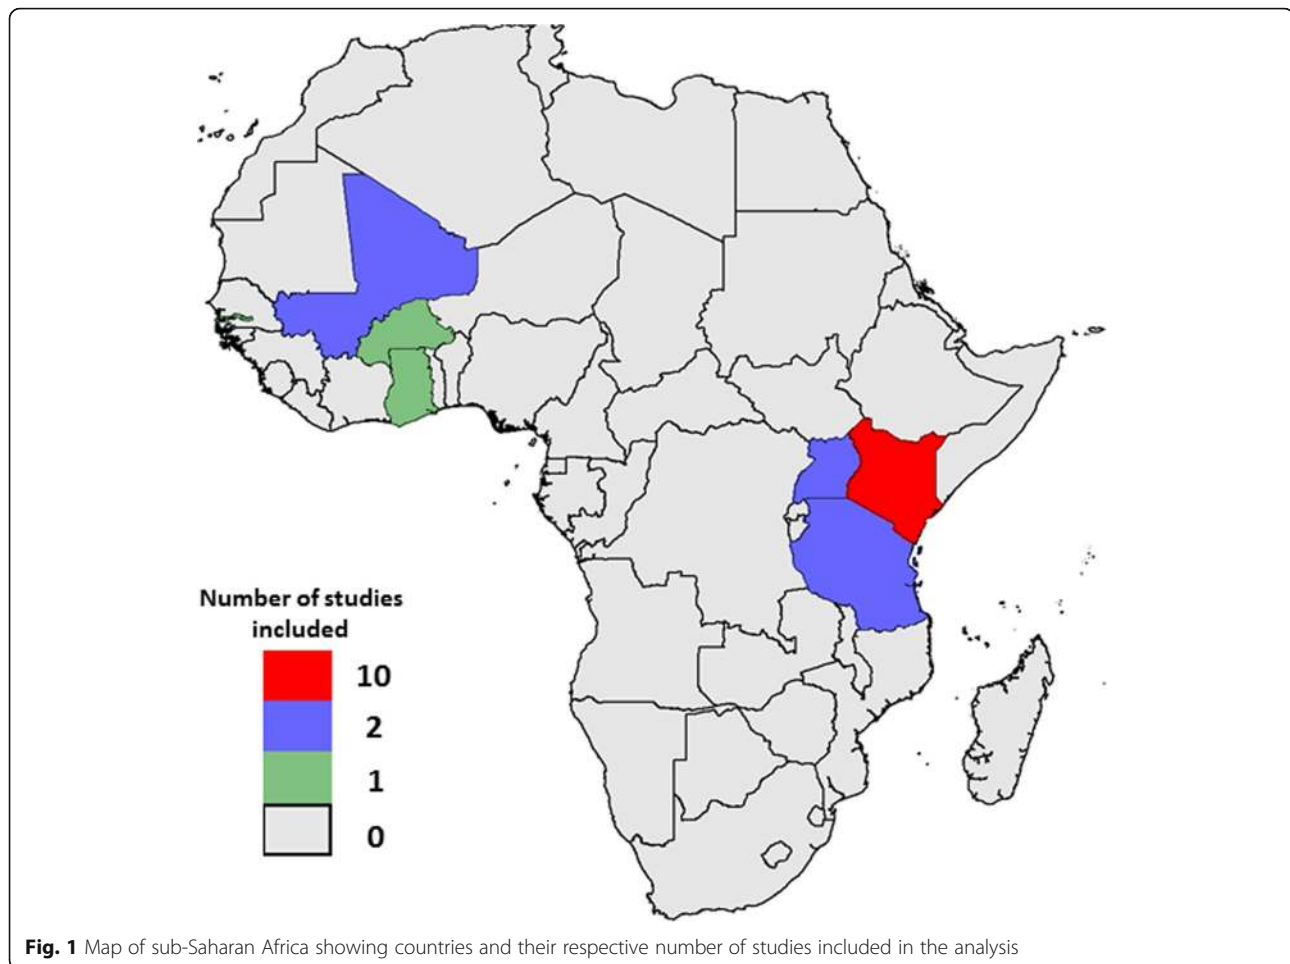 Number of studies
included
10
2
1
0
Fig. 1 Map of sub-Saharan Africa showing countries and their respective number of studies included in the analysis